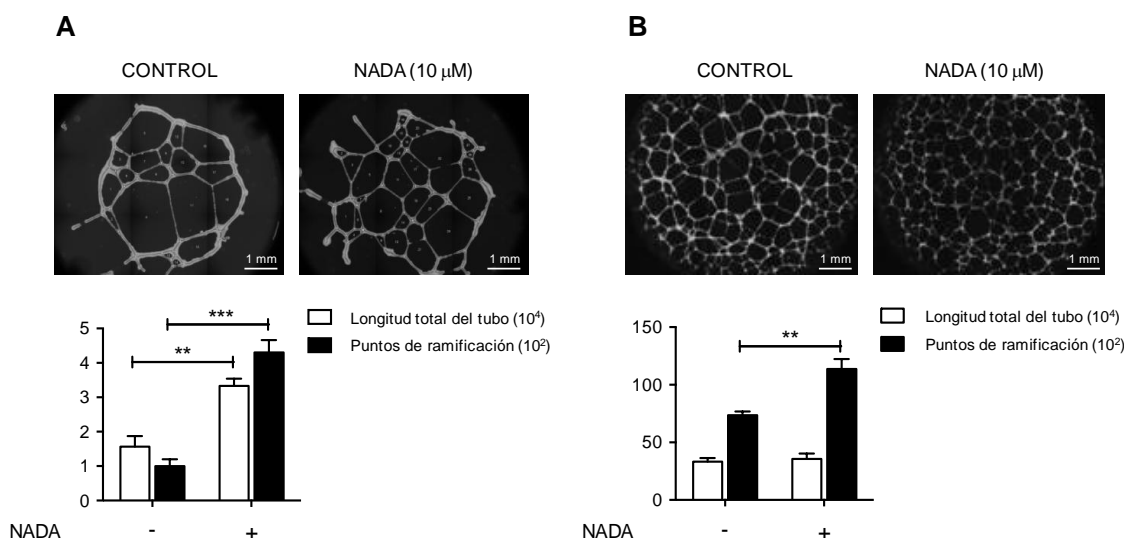 A
CONTROL
NADA (10 μM)
1 mm
1 mm
5
4
3
2
1
0
***
**
Longitud total del tubo (10⁴)
Puntos de ramificación (10²)
NADA
-
+
B
CONTROL
NADA (10 μM)
1 mm
1 mm
150
100
50
0
**
Longitud total del tubo (10⁴)
Puntos de ramificación (10²)
NADA
-
+